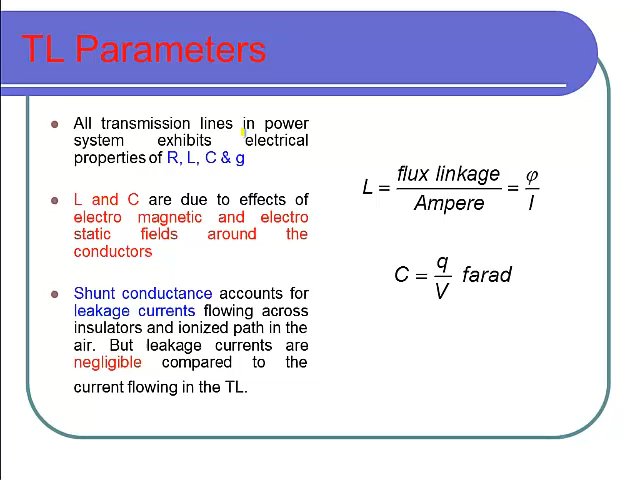 TL Parameters
• All transmission lines in power
system exhibits electrical
properties of R, L, C & g
• L and C are due to effects of
electro magnetic and electro
static fields around the
conductors
• Shunt conductance accounts for
leakage currents flowing across
insulators and ionized path in the
air. But leakage currents are
negligible compared to the
current flowing in the TL.
L = flux linkage / Ampere = φ / I
C = q / V farad